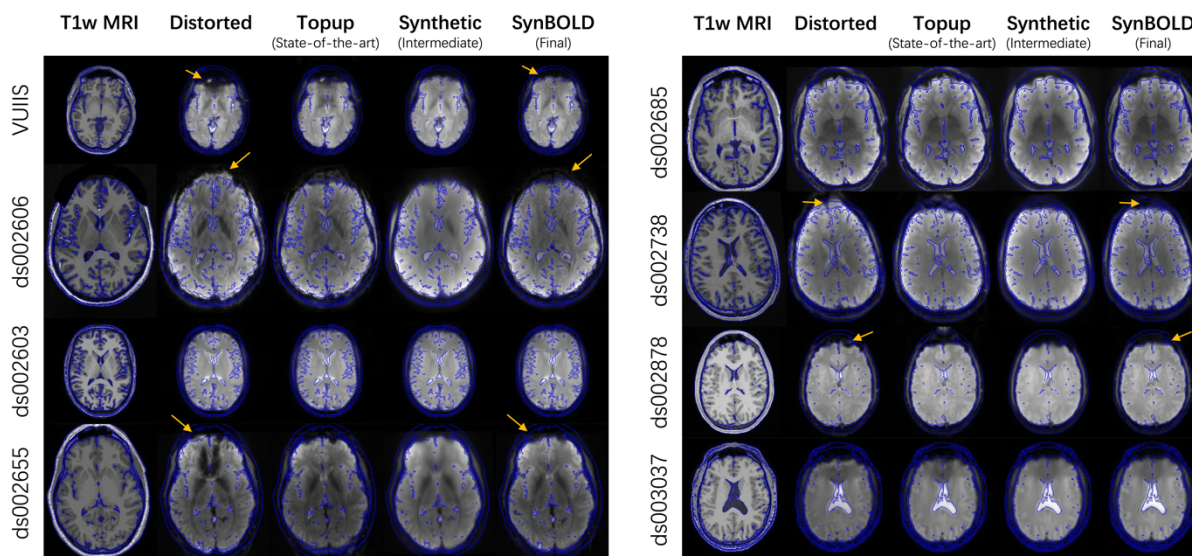 T1w MRI Distorted Topup Synthetic SynBOLD
(State-of-the-art) (Intermediate) (Final)
VUIIS
ds002606
ds002603
ds002655
T1w MRI Distorted Topup Synthetic SynBOLD
(State-of-the-art) (Intermediate) (Final)
ds002685
ds002738
ds002878
ds003037